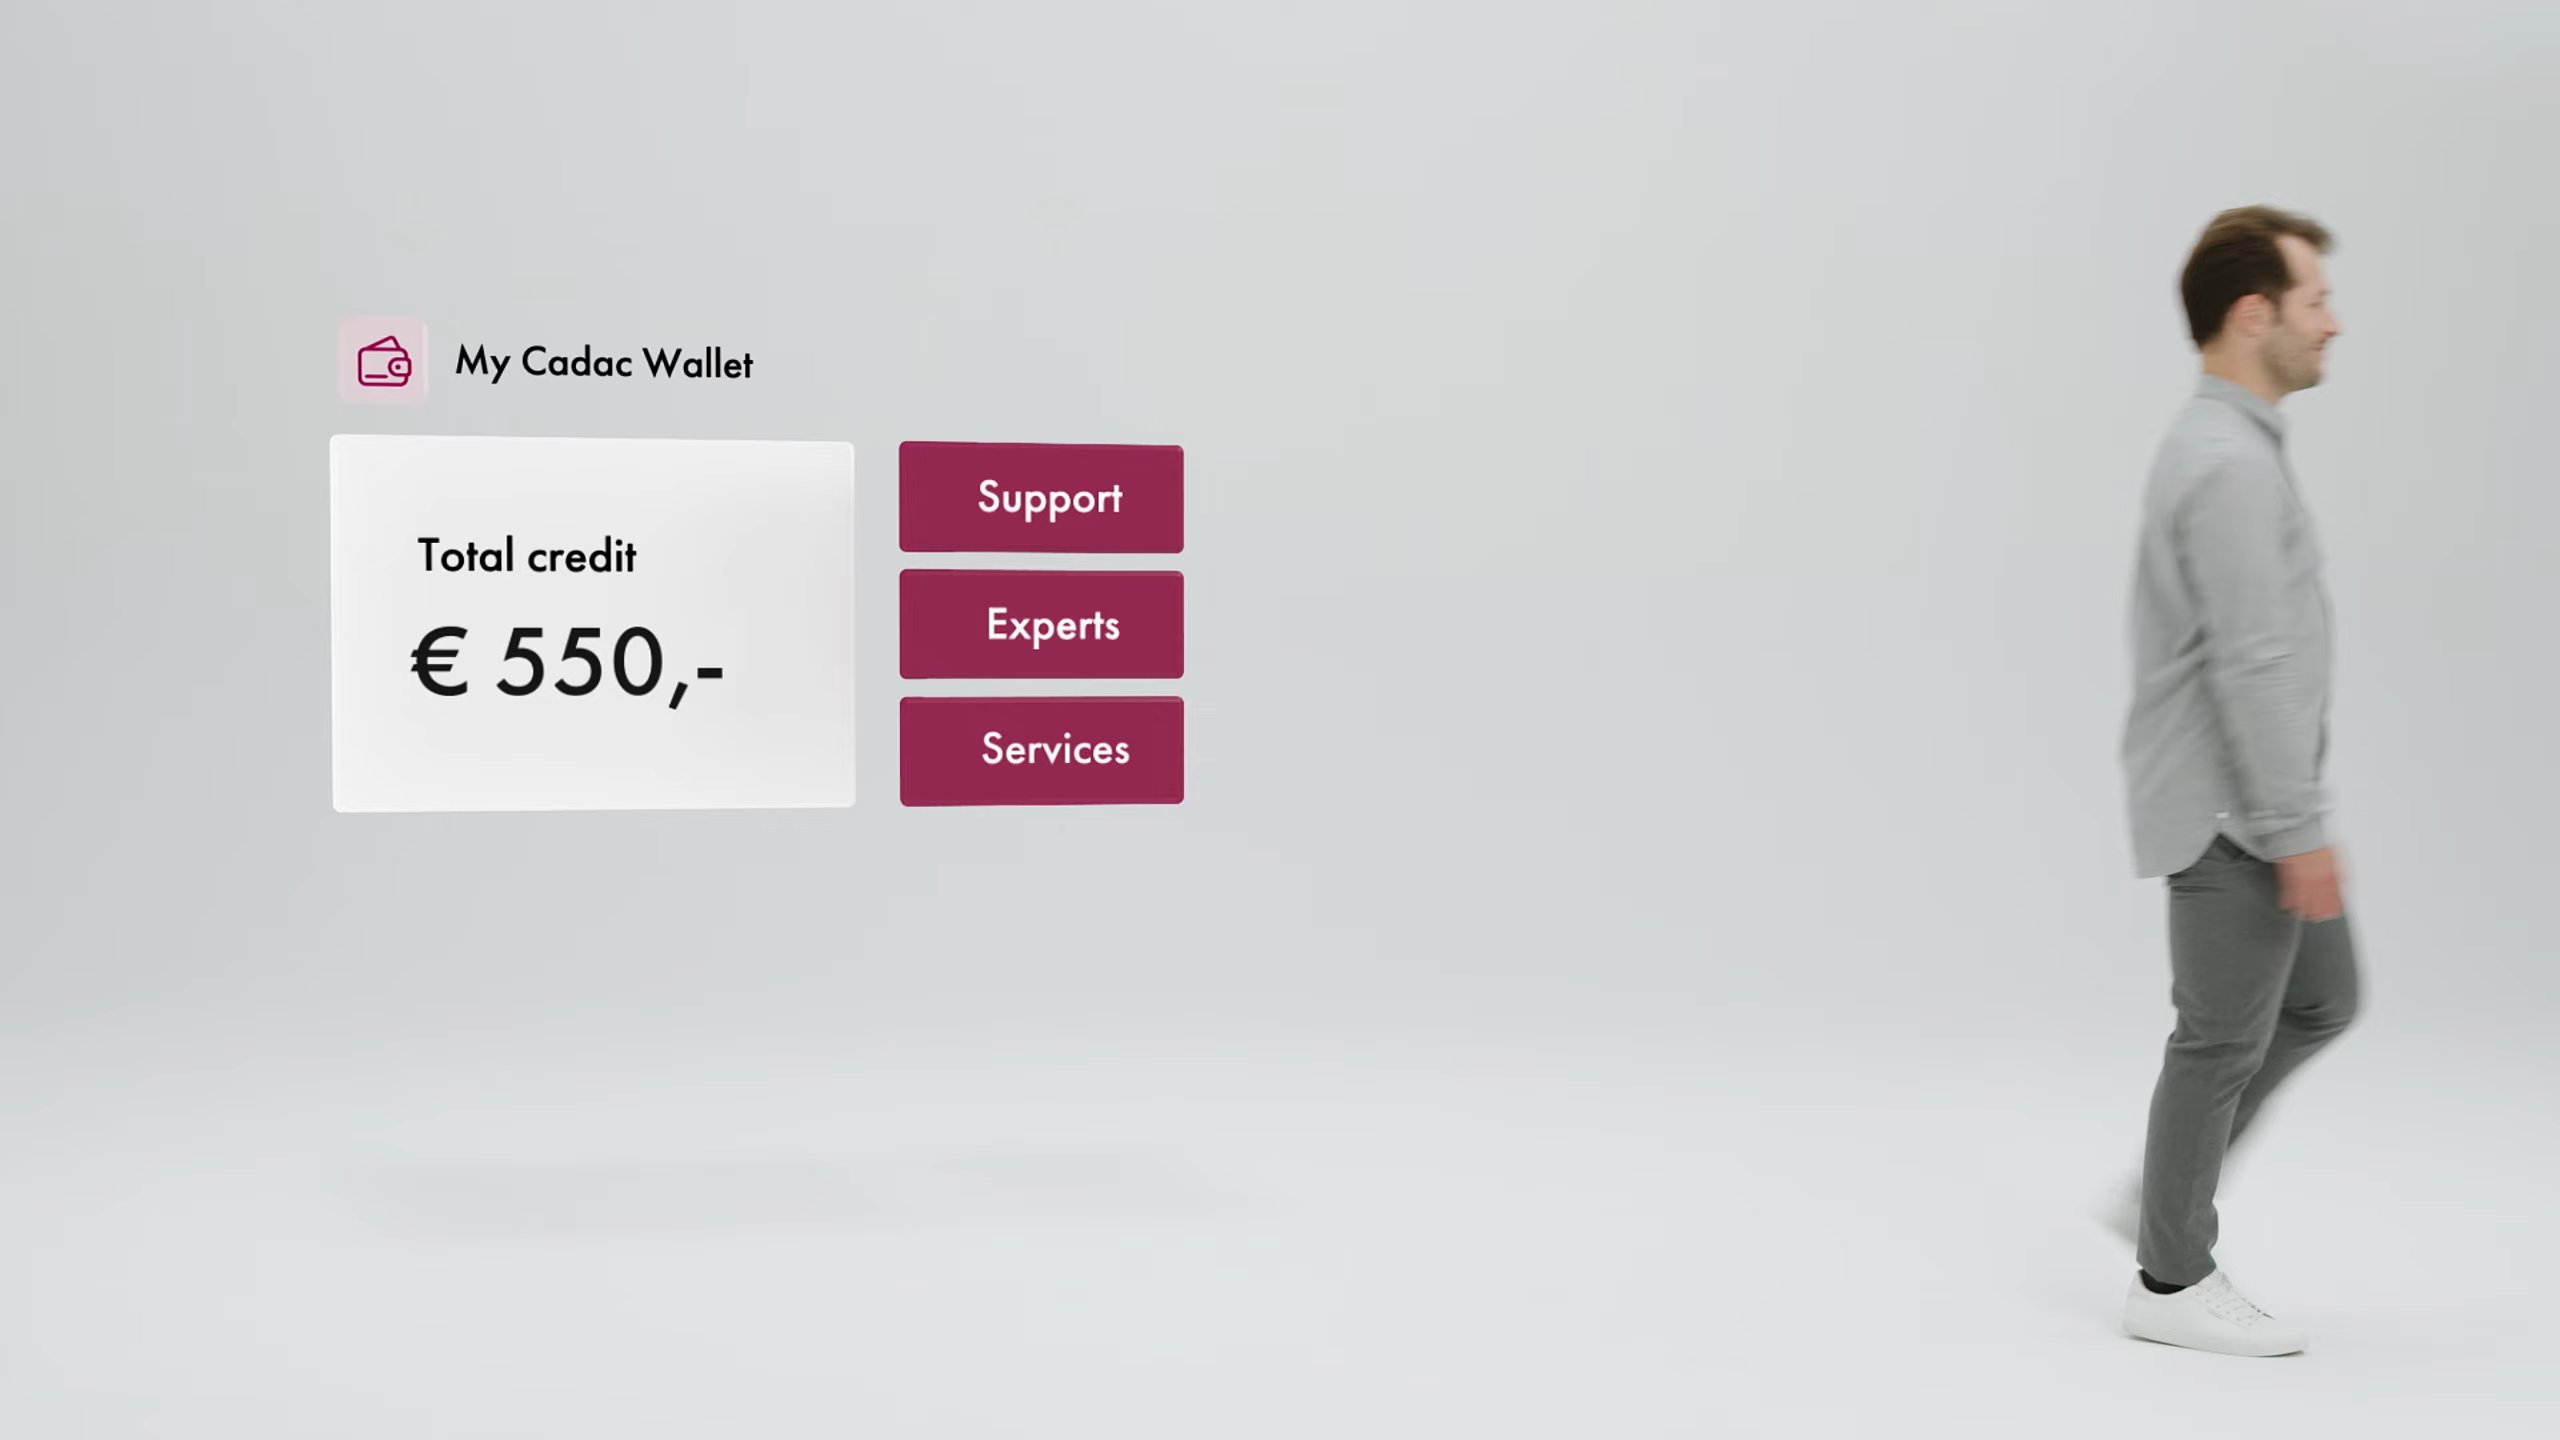 My Cadac Wallet
Total credit
€ 550,-
Support
Experts
Services